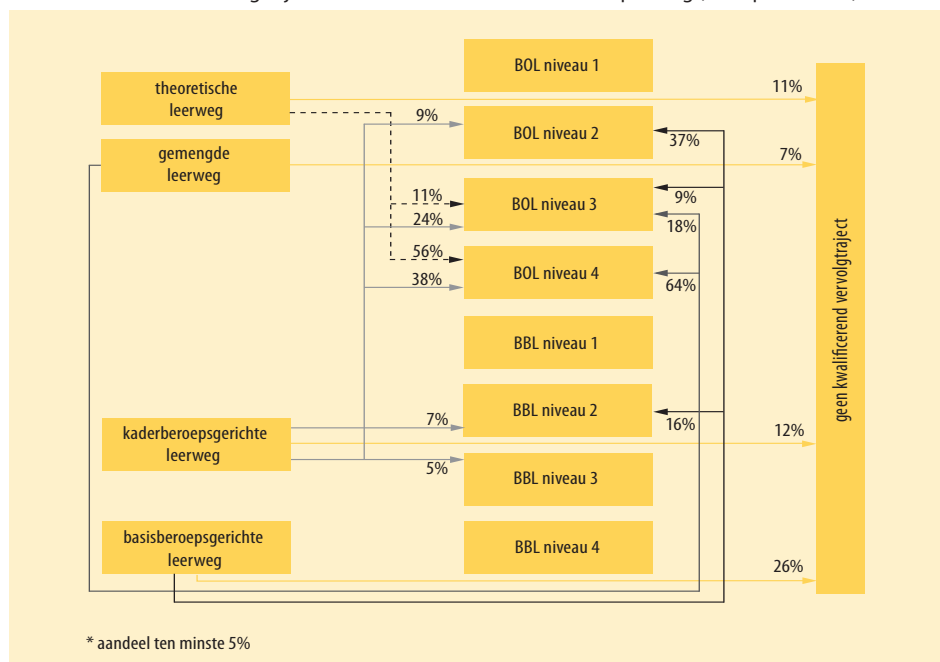 BOL niveau 1
theoretische
leerweg
11%
9%
BOL niveau 2
37%
gemengde
leerweg
7%
11%
BOL niveau 3
9%
24%
18%
56%
BOL niveau 4
38%
64%
BBL niveau 1
geen kwalificerend vervolgtraject
BBL niveau 2
7%
16%
kaderberoepsgerichte
leerweg
12%
5%
BBL niveau 3
basisberoepsgerichte
leerweg
BBL niveau 4
26%
* aandeel ten minste 5%